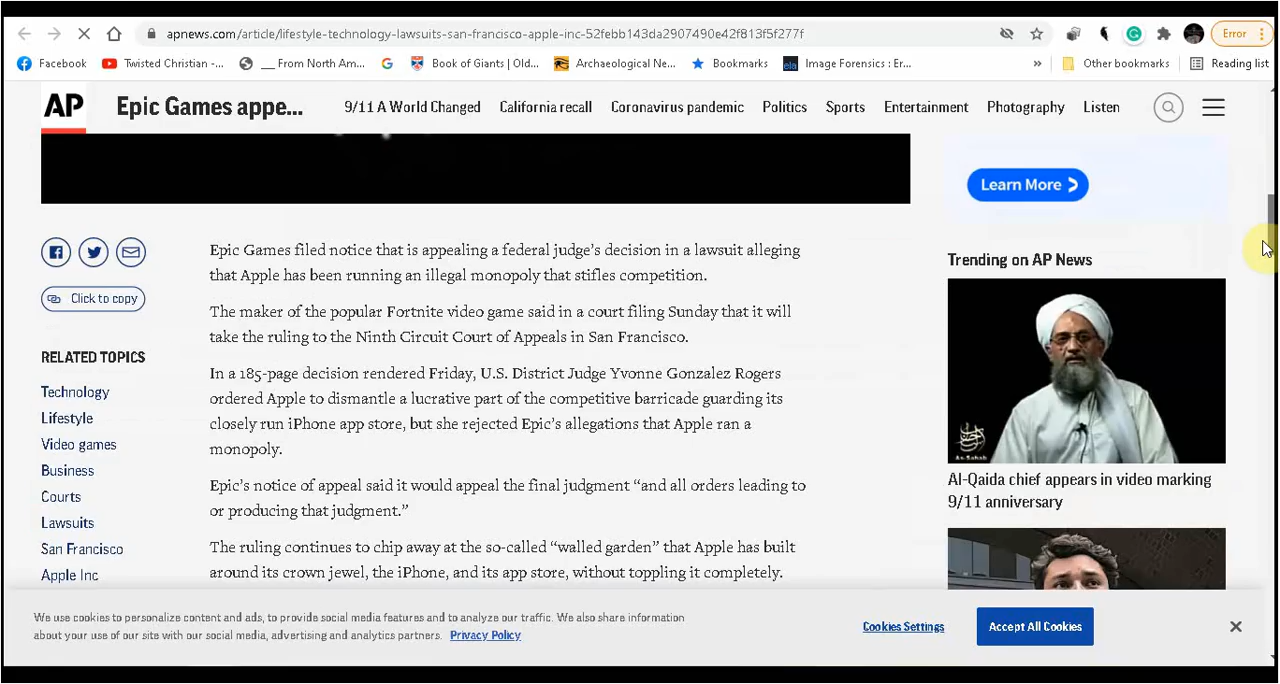 apnews.com/article/lifestyle-technology-lawsuits-san-francisco-apple-inc-52febb143da2907490e42f813f5f277f
Error
Facebook
Twisted Christian -...
__ From North Am...
Book of Giants | Old...
Archaeological Ne...
Bookmarks
ela
Image Forensics : Er...
»
Other bookmarks
Reading list
AP
Epic Games appe...
9/11 A World Changed
California recall
Coronavirus pandemic
Politics
Sports
Entertainment
Photography
Listen
Learn More
Click to copy
RELATED TOPICS
Technology
Lifestyle
Video games
Business
Courts
Lawsuits
San Francisco
Apple Inc
Epic Games filed notice that is appealing a federal judge’s decision in a lawsuit alleging
that Apple has been running an illegal monopoly that stifles competition.
The maker of the popular Fortnite video game said in a court filing Sunday that it will
take the ruling to the Ninth Circuit Court of Appeals in San Francisco.
In a 185-page decision rendered Friday, U.S. District Judge Yvonne Gonzalez Rogers
ordered Apple to dismantle a lucrative part of the competitive barricade guarding its
closely run iPhone app store, but she rejected Epic’s allegations that Apple ran a
monopoly.
Epic’s notice of appeal said it would appeal the final judgment “and all orders leading to
or producing that judgment.”
The ruling continues to chip away at the so-called “walled garden” that Apple has built
around its crown jewel, the iPhone, and its app store, without toppling it completely.
Trending on AP News
As-Sahab
Al-Qaida chief appears in video marking
9/11 anniversary
We use cookies to personalize content and ads, to provide social media features and to analyze our traffic. We also share information
about your use of our site with our social media, advertising and analytics partners. Privacy Policy
Cookies Settings
Accept All Cookies